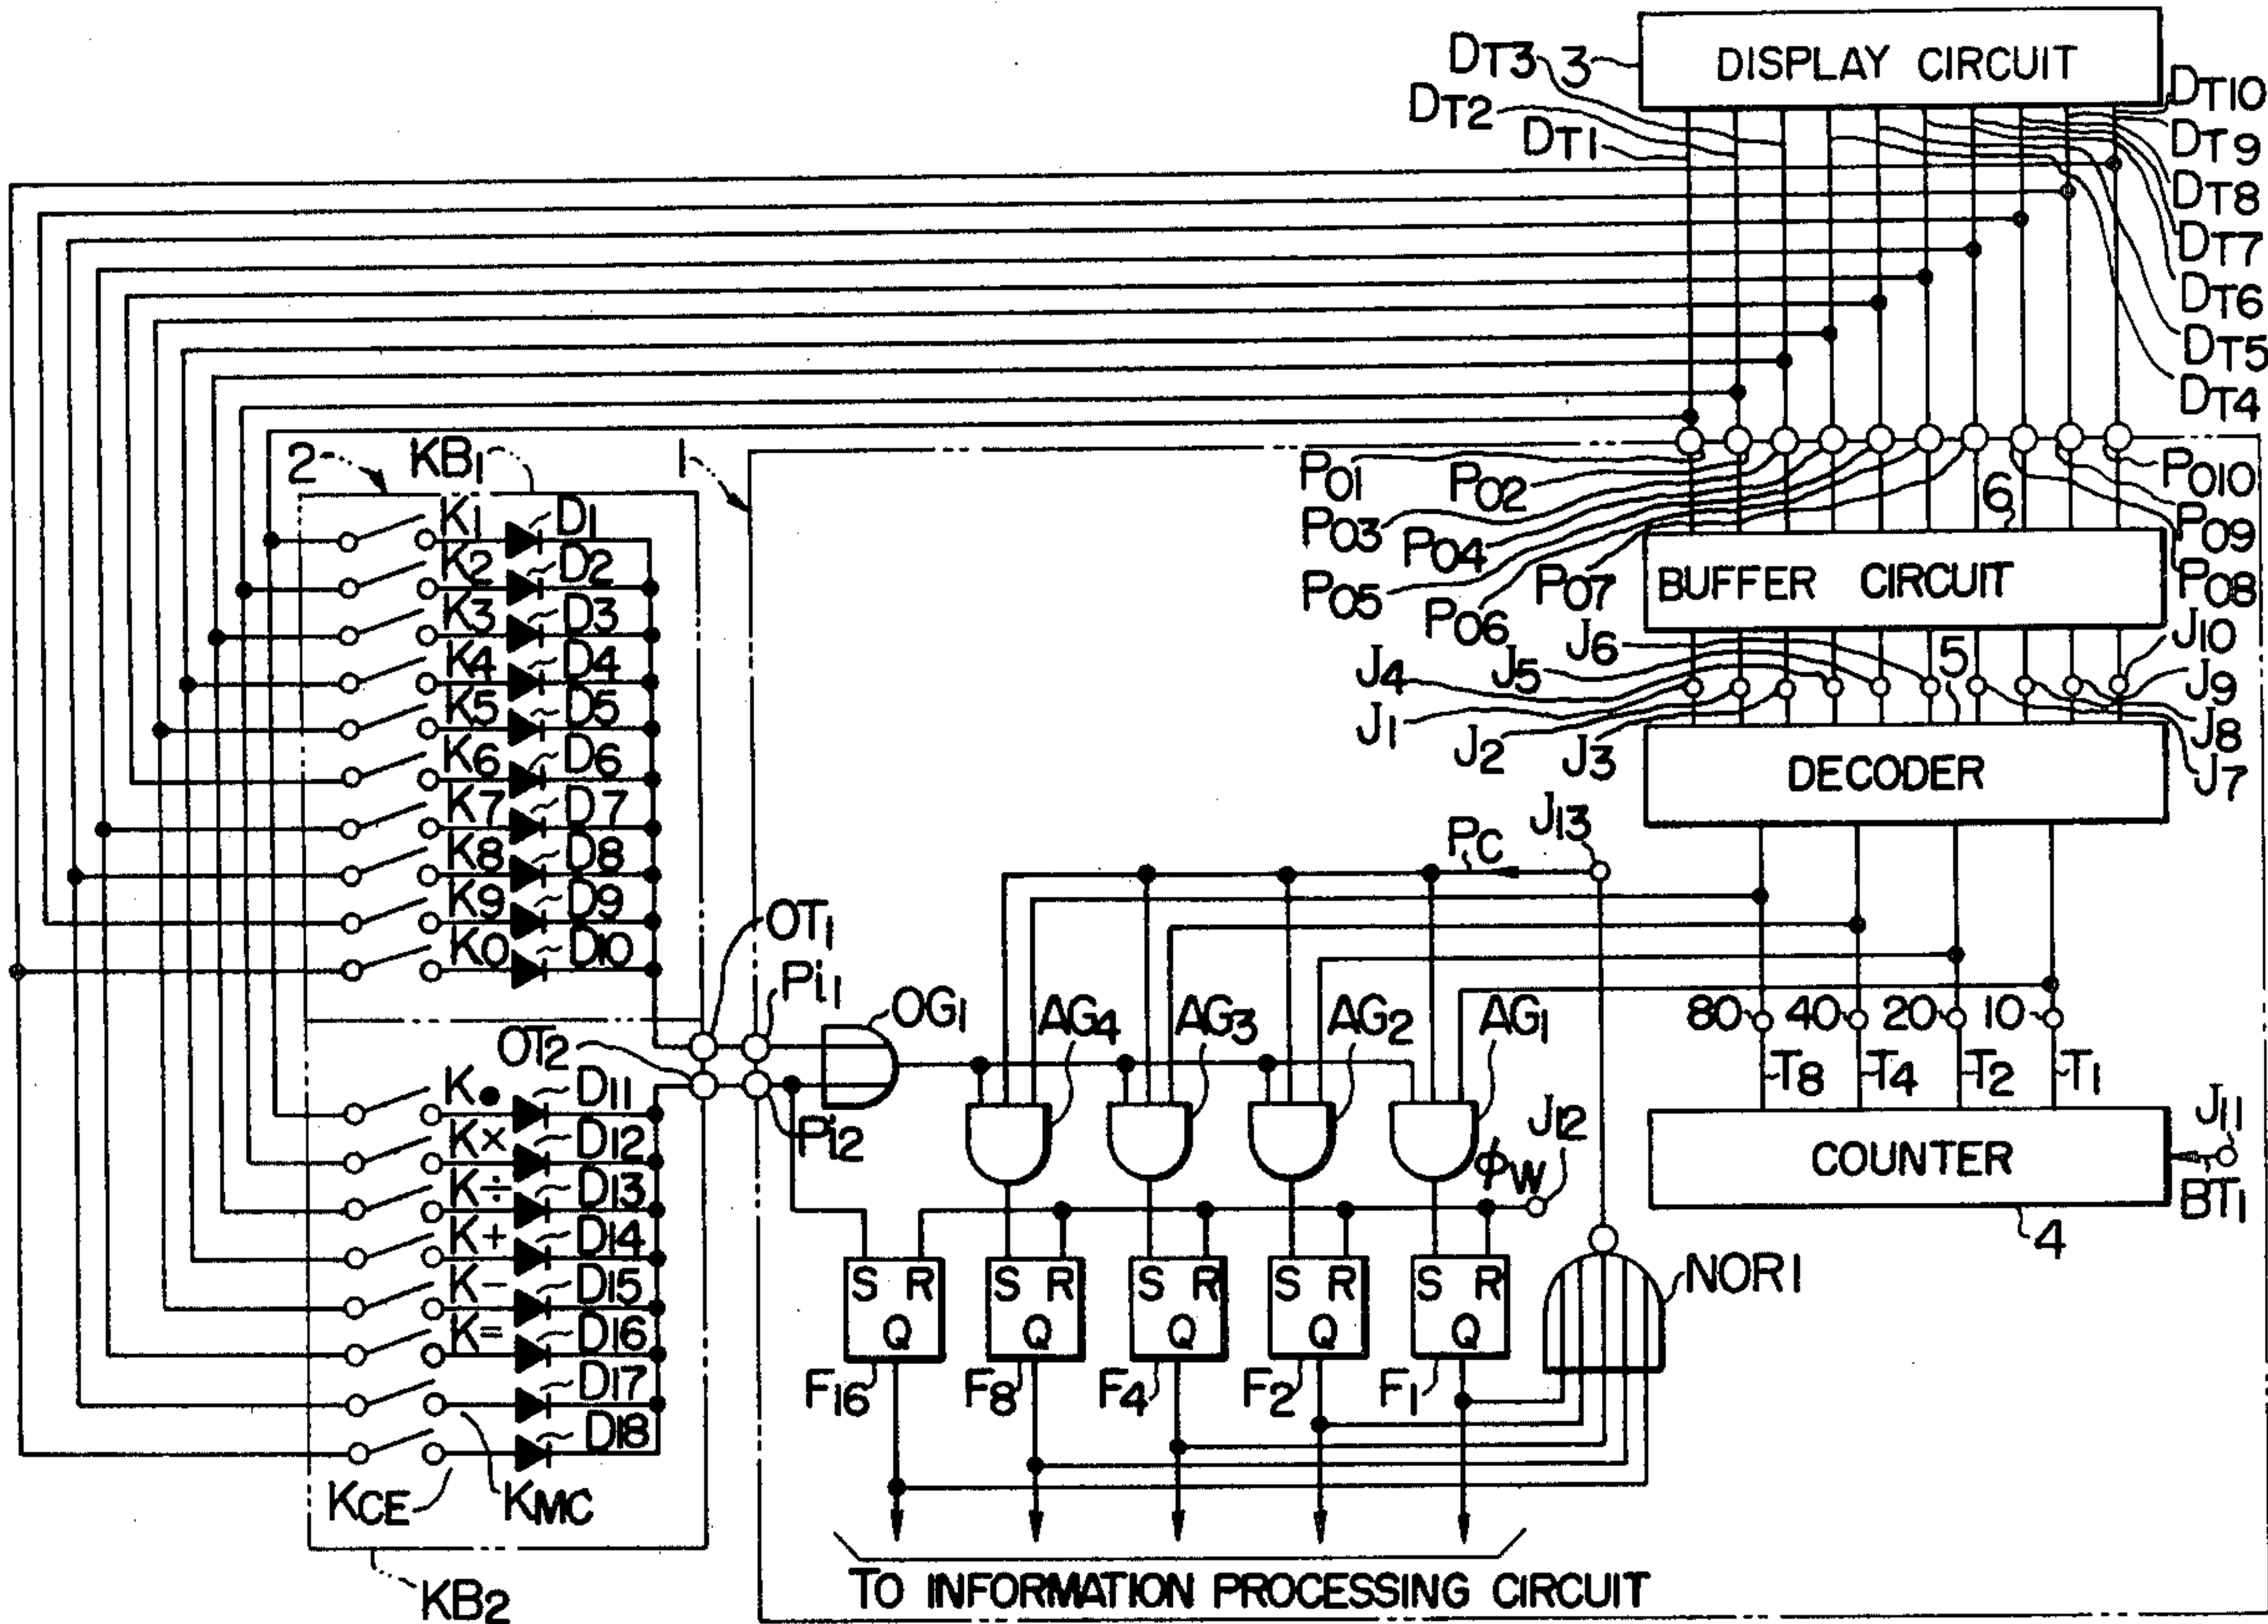 DISPLAY CIRCUIT
3
DT3
DT2
DT1
DT10
DT9
DT8
DT7
DT6
DT5
DT4
2
KB1
1
PO1
PO2
PO3
PO4
PO5
PO6
PO7
PO10
PO9
PO8
6
BUFFER CIRCUIT
J4
J5
J6
J1
J2
J3
5
J10
J9
J8
J7
DECODER
K1 D1
K2 D2
K3 D3
K4 D4
K5 D5
K6 D6
K7 D7
K8 D8
K9 D9
K0 D10
PC
J13
OT1
Pi1
OG1
OT2
Pi2
AG4
AG3
AG2
AG1
80
40
20
10
T8
T4
T2
T1
COUNTER
J11
BT1
4
J12
φW
K• D11
K× D12
K÷ D13
K+ D14
K− D15
K= D16
D17
D18
KCE
KMC
KB2
S R
Q
S R
Q
S R
Q
S R
Q
S R
Q
F16
F8
F4
F2
F1
NOR1
TO INFORMATION PROCESSING CIRCUIT